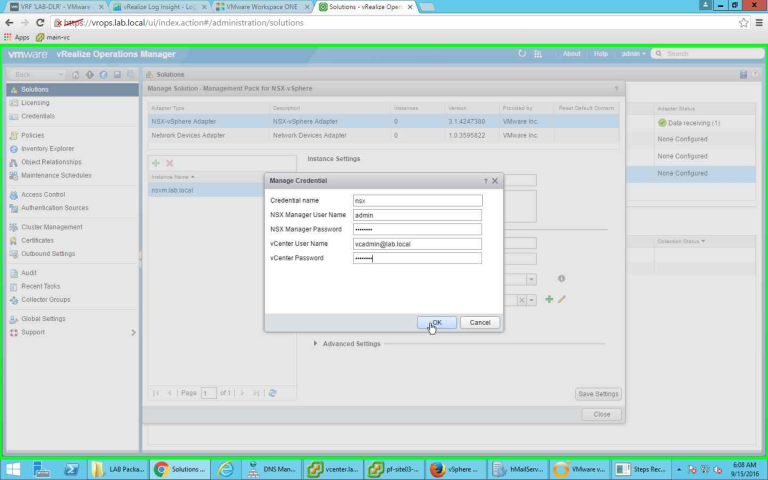 VRF 'LAB-DLR' - VMwarv
vRealize Log Insight - Log
VMware Workspace ONE
Solutions - vRealize Oper
https://vrops.lab.local/ui/index.action#/administration/solutions
Apps
main-vc
vmware vRealize Operations Manager
About
Help
admin
Search
Back
Solutions
Licensing
Credentials
Policies
Inventory Explorer
Object Relationships
Maintenance Schedules
Access Control
Authentication Sources
Cluster Management
Certificates
Outbound Settings
Audit
Recent Tasks
Collector Groups
Global Settings
Support
Solutions
Manage Solution - Management Pack for NSX-vSphere ?
Adapter Type Description Instances Version Provided by Reset Default Content
NSX-vSphere Adapter NSX-vSphere Adapter 0 3.1.4247380 VMware Inc.
Network Devices Adapter Network Devices Adapter 0 1.0.3595822 VMware Inc.
Instance Name
nsxm.lab.local
Instance Settings
Manage Credential ? X
Credential name nsx
NSX Manager User Name admin
NSX Manager Password ••••••••
vCenter User Name vcadmin@lab.local
vCenter Password ••••••••
OK Cancel
Advanced Settings
Page 1 of 1
Save Settings
Close
Adapter Status
Data receiving (1)
None Configured
None Configured
None Configured
Collection Status
LAB Packa...
Solutions ...
DNS Man...
vcenter.la...
pf-site03-...
vSphere ...
hMailServ...
VMware v...
Steps Rec...
6:08 AM
9/15/2016